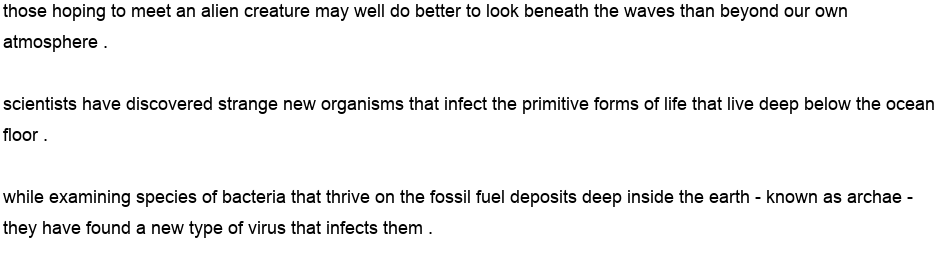 those hoping to meet an alien creature may well do better to look beneath the waves than beyond our own
atmosphere .
scientists have discovered strange new organisms that infect the primitive forms of life that live deep below the ocean
floor .
while examining species of bacteria that thrive on the fossil fuel deposits deep inside the earth - known as archae -
they have found a new type of virus that infects them .